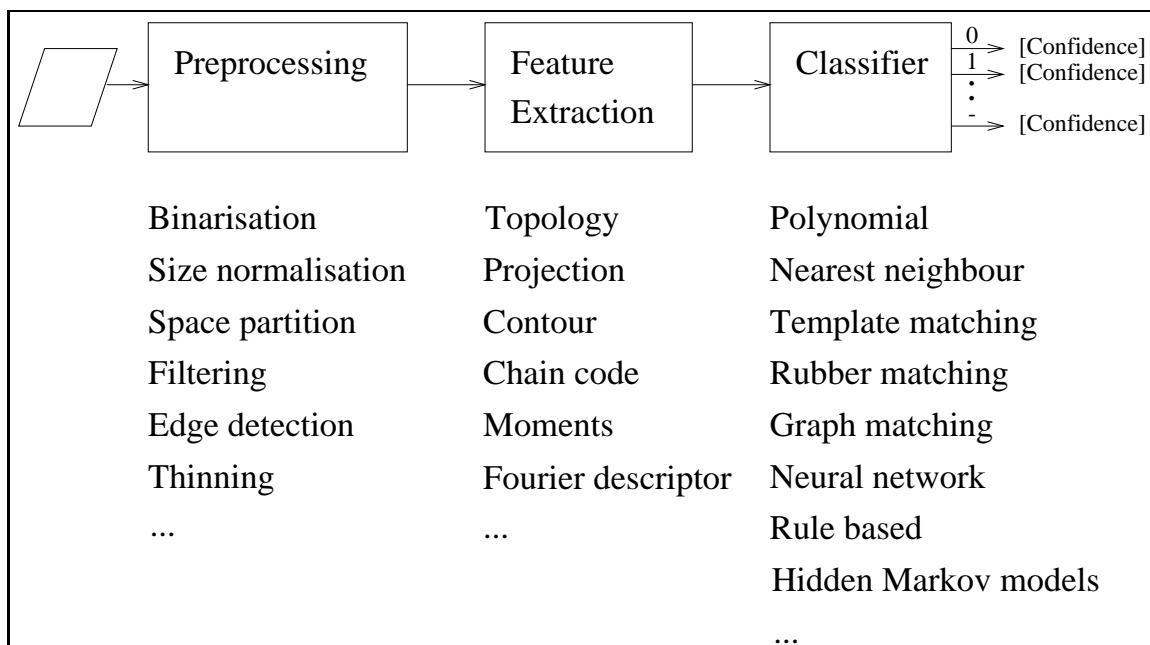 Preprocessing
Feature
Extraction
Classifier
0
[Confidence]
1
[Confidence]
-
[Confidence]
Binarisation
Size normalisation
Space partition
Filtering
Edge detection
Thinning
...
Topology
Projection
Contour
Chain code
Moments
Fourier descriptor
...
Polynomial
Nearest neighbour
Template matching
Rubber matching
Graph matching
Neural network
Rule based
Hidden Markov models
...